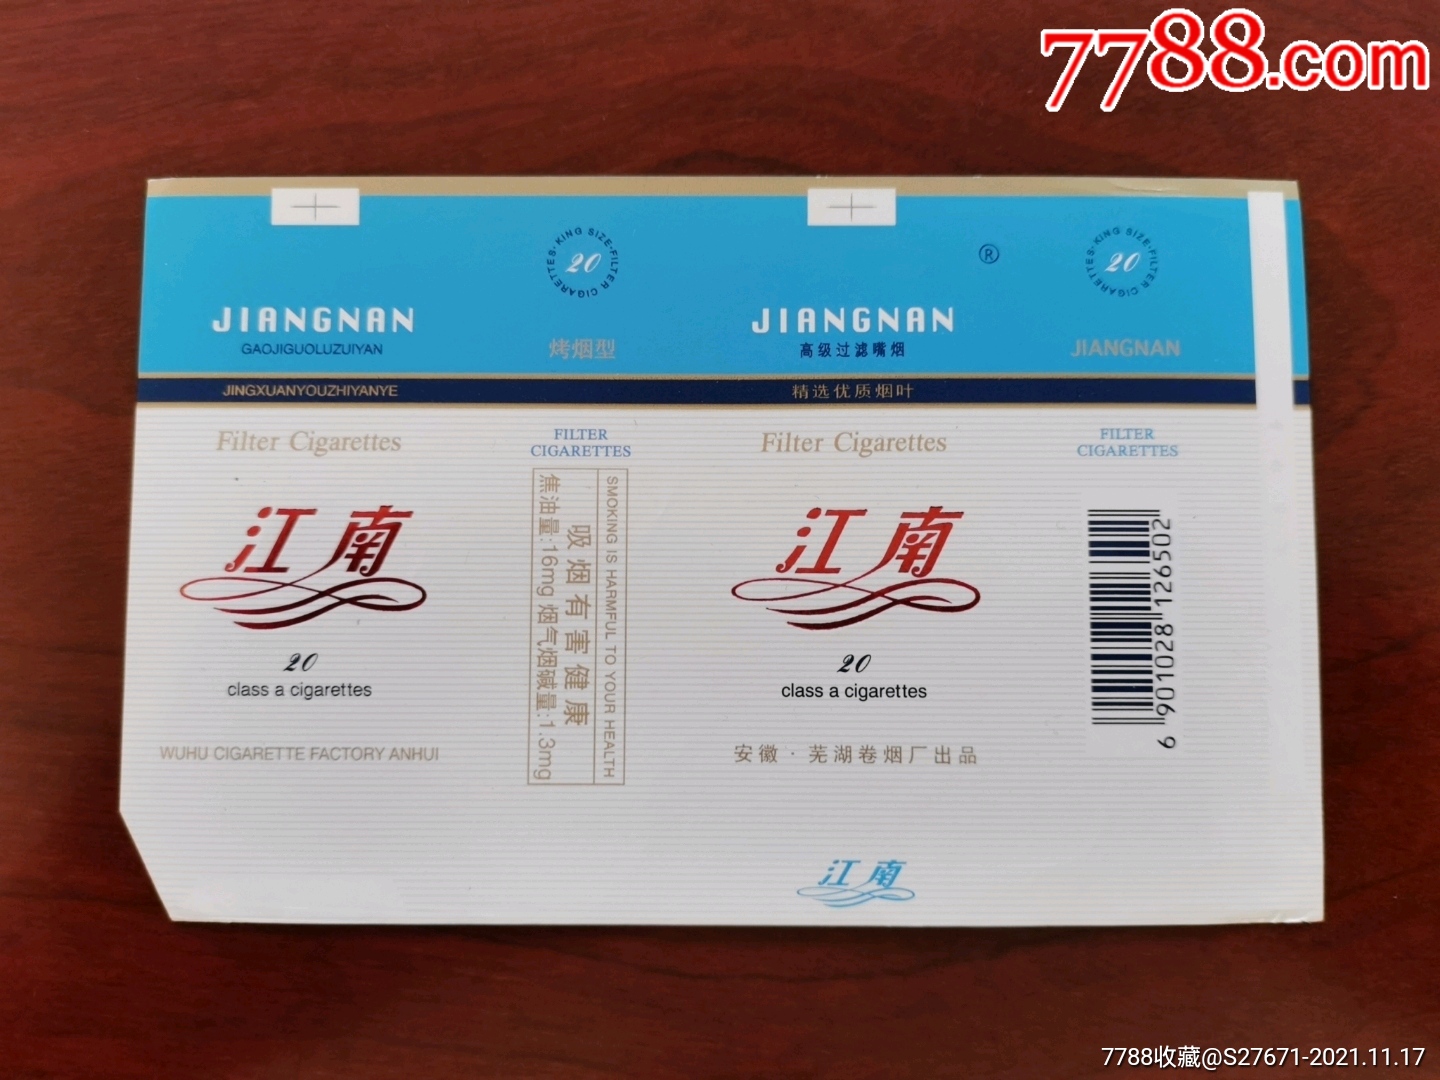 7788.com
JIANGNAN
GAOJIGUOLUZUIYAN
JINGXUANYOUZHIYANYE
Filter Cigarettes
江南
20
class a cigarettes
WUHU CIGARETTE FACTORY ANHUI
KING SIZE·FILTER CIGARETTES·
20
烤烟型
FILTER
CIGARETTES
SMOKING IS HARMFUL TO YOUR HEALTH
吸烟有害健康
焦油量:16mg 烟气烟碱量:1.3mg
®
JIANGNAN
高级过滤嘴烟
精选优质烟叶
Filter Cigarettes
江南
20
class a cigarettes
安徽·芜湖卷烟厂出品
江南
KING SIZE·FILTER CIGARETTES·
20
JIANGNAN
FILTER
CIGARETTES
6 901028 126502
7788收藏@S27671-2021.11.17